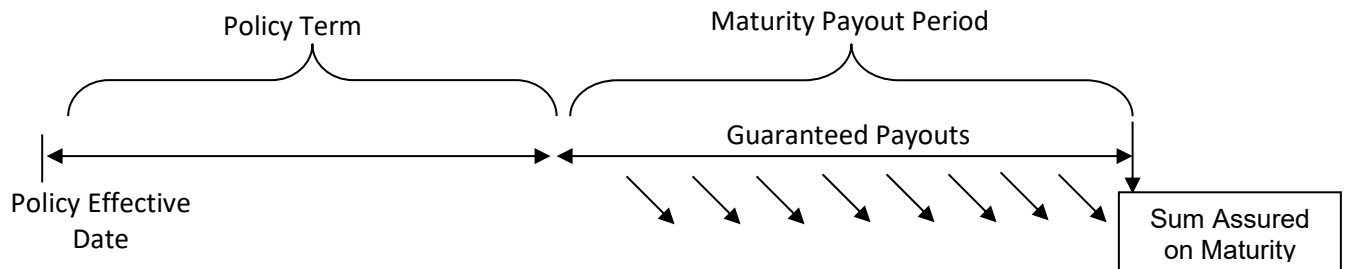 Policy Term
Maturity Payout Period
Guaranteed Payouts
Policy Effective
Date
Sum Assured
on Maturity